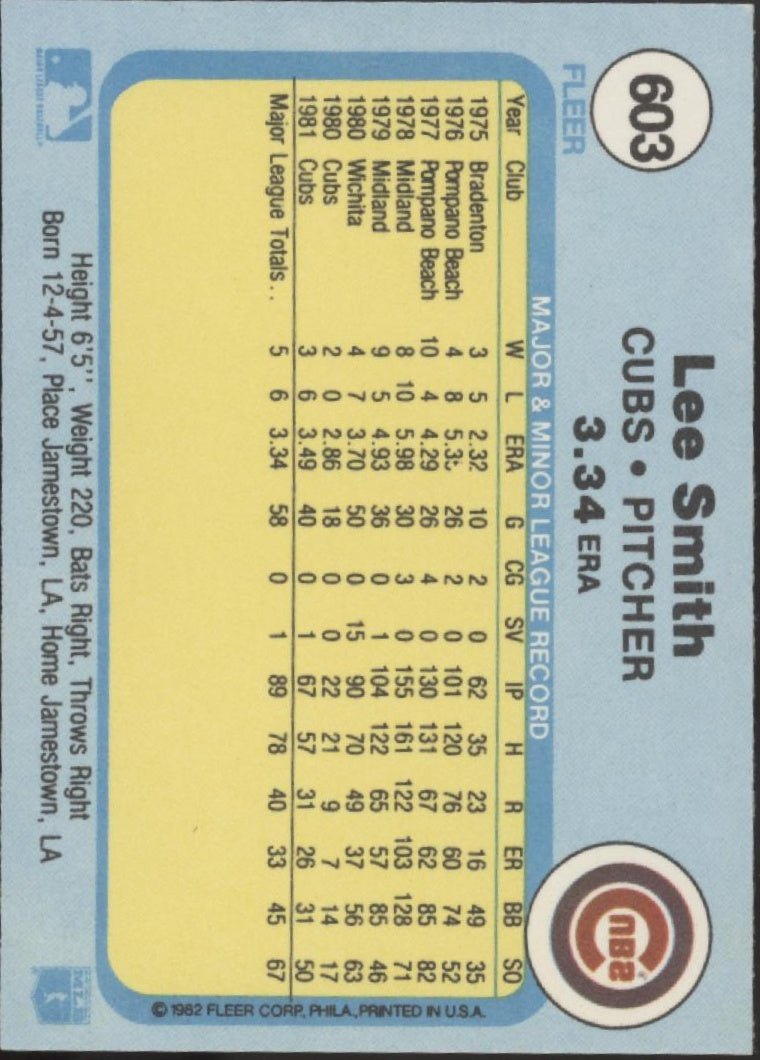 603
FLEER
Lee Smith
CUBS • PITCHER
3.34 ERA
CUBS
MAJOR & MINOR LEAGUE RECORD
Year Club W L ERA G CG SV IP H R ER BB SO
1975 Bradenton 3 5 2.32 10 2 0 62 35 23 16 49 35
1976 Pompano Beach 4 8 26 2 0 101 120 76 60 74 52
1977 Pompano Beach 10 4 4.29 26 4 0 130 131 67 62 85 82
1978 Midland 8 10 5.98 30 3 0 155 161 122 103 128 71
1979 Midland 9 5 4.93 36 0 1 104 122 65 57 85 46
1980 Wichita 4 7 3.70 50 0 15 90 70 49 37 56 63
1980 Cubs 2 0 2.86 18 0 0 22 21 9 7 14 17
1981 Cubs 3 6 3.49 40 0 1 67 57 31 26 31 50
Major League Totals.. 5 6 3.34 58 0 1 89 78 40 33 45 67
© 1982 FLEER CORP., PHILA., PRINTED IN U.S.A.
MAJOR LEAGUE BASEBALL
Height 6'5'', Weight 220, Bats Right, Throws Right
Born 12-4-57, Place Jamestown, LA, Home Jamestown, LA